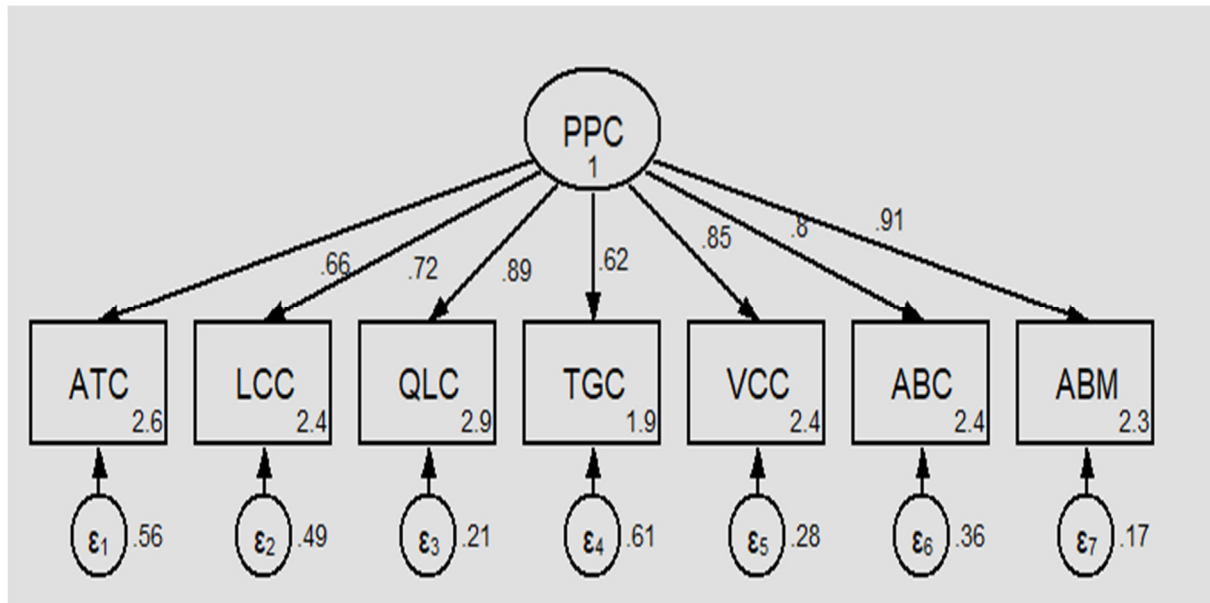 PPC
1
.66
.72
.89
.62
.85
.8
.91
ATC
2.6
LCC
2.4
QLC
2.9
TGC
1.9
VCC
2.4
ABC
2.4
ABM
2.3
ε₁ .56
ε₂ .49
ε₃ .21
ε₄ .61
ε₅ .28
ε₆ .36
ε₇ .17